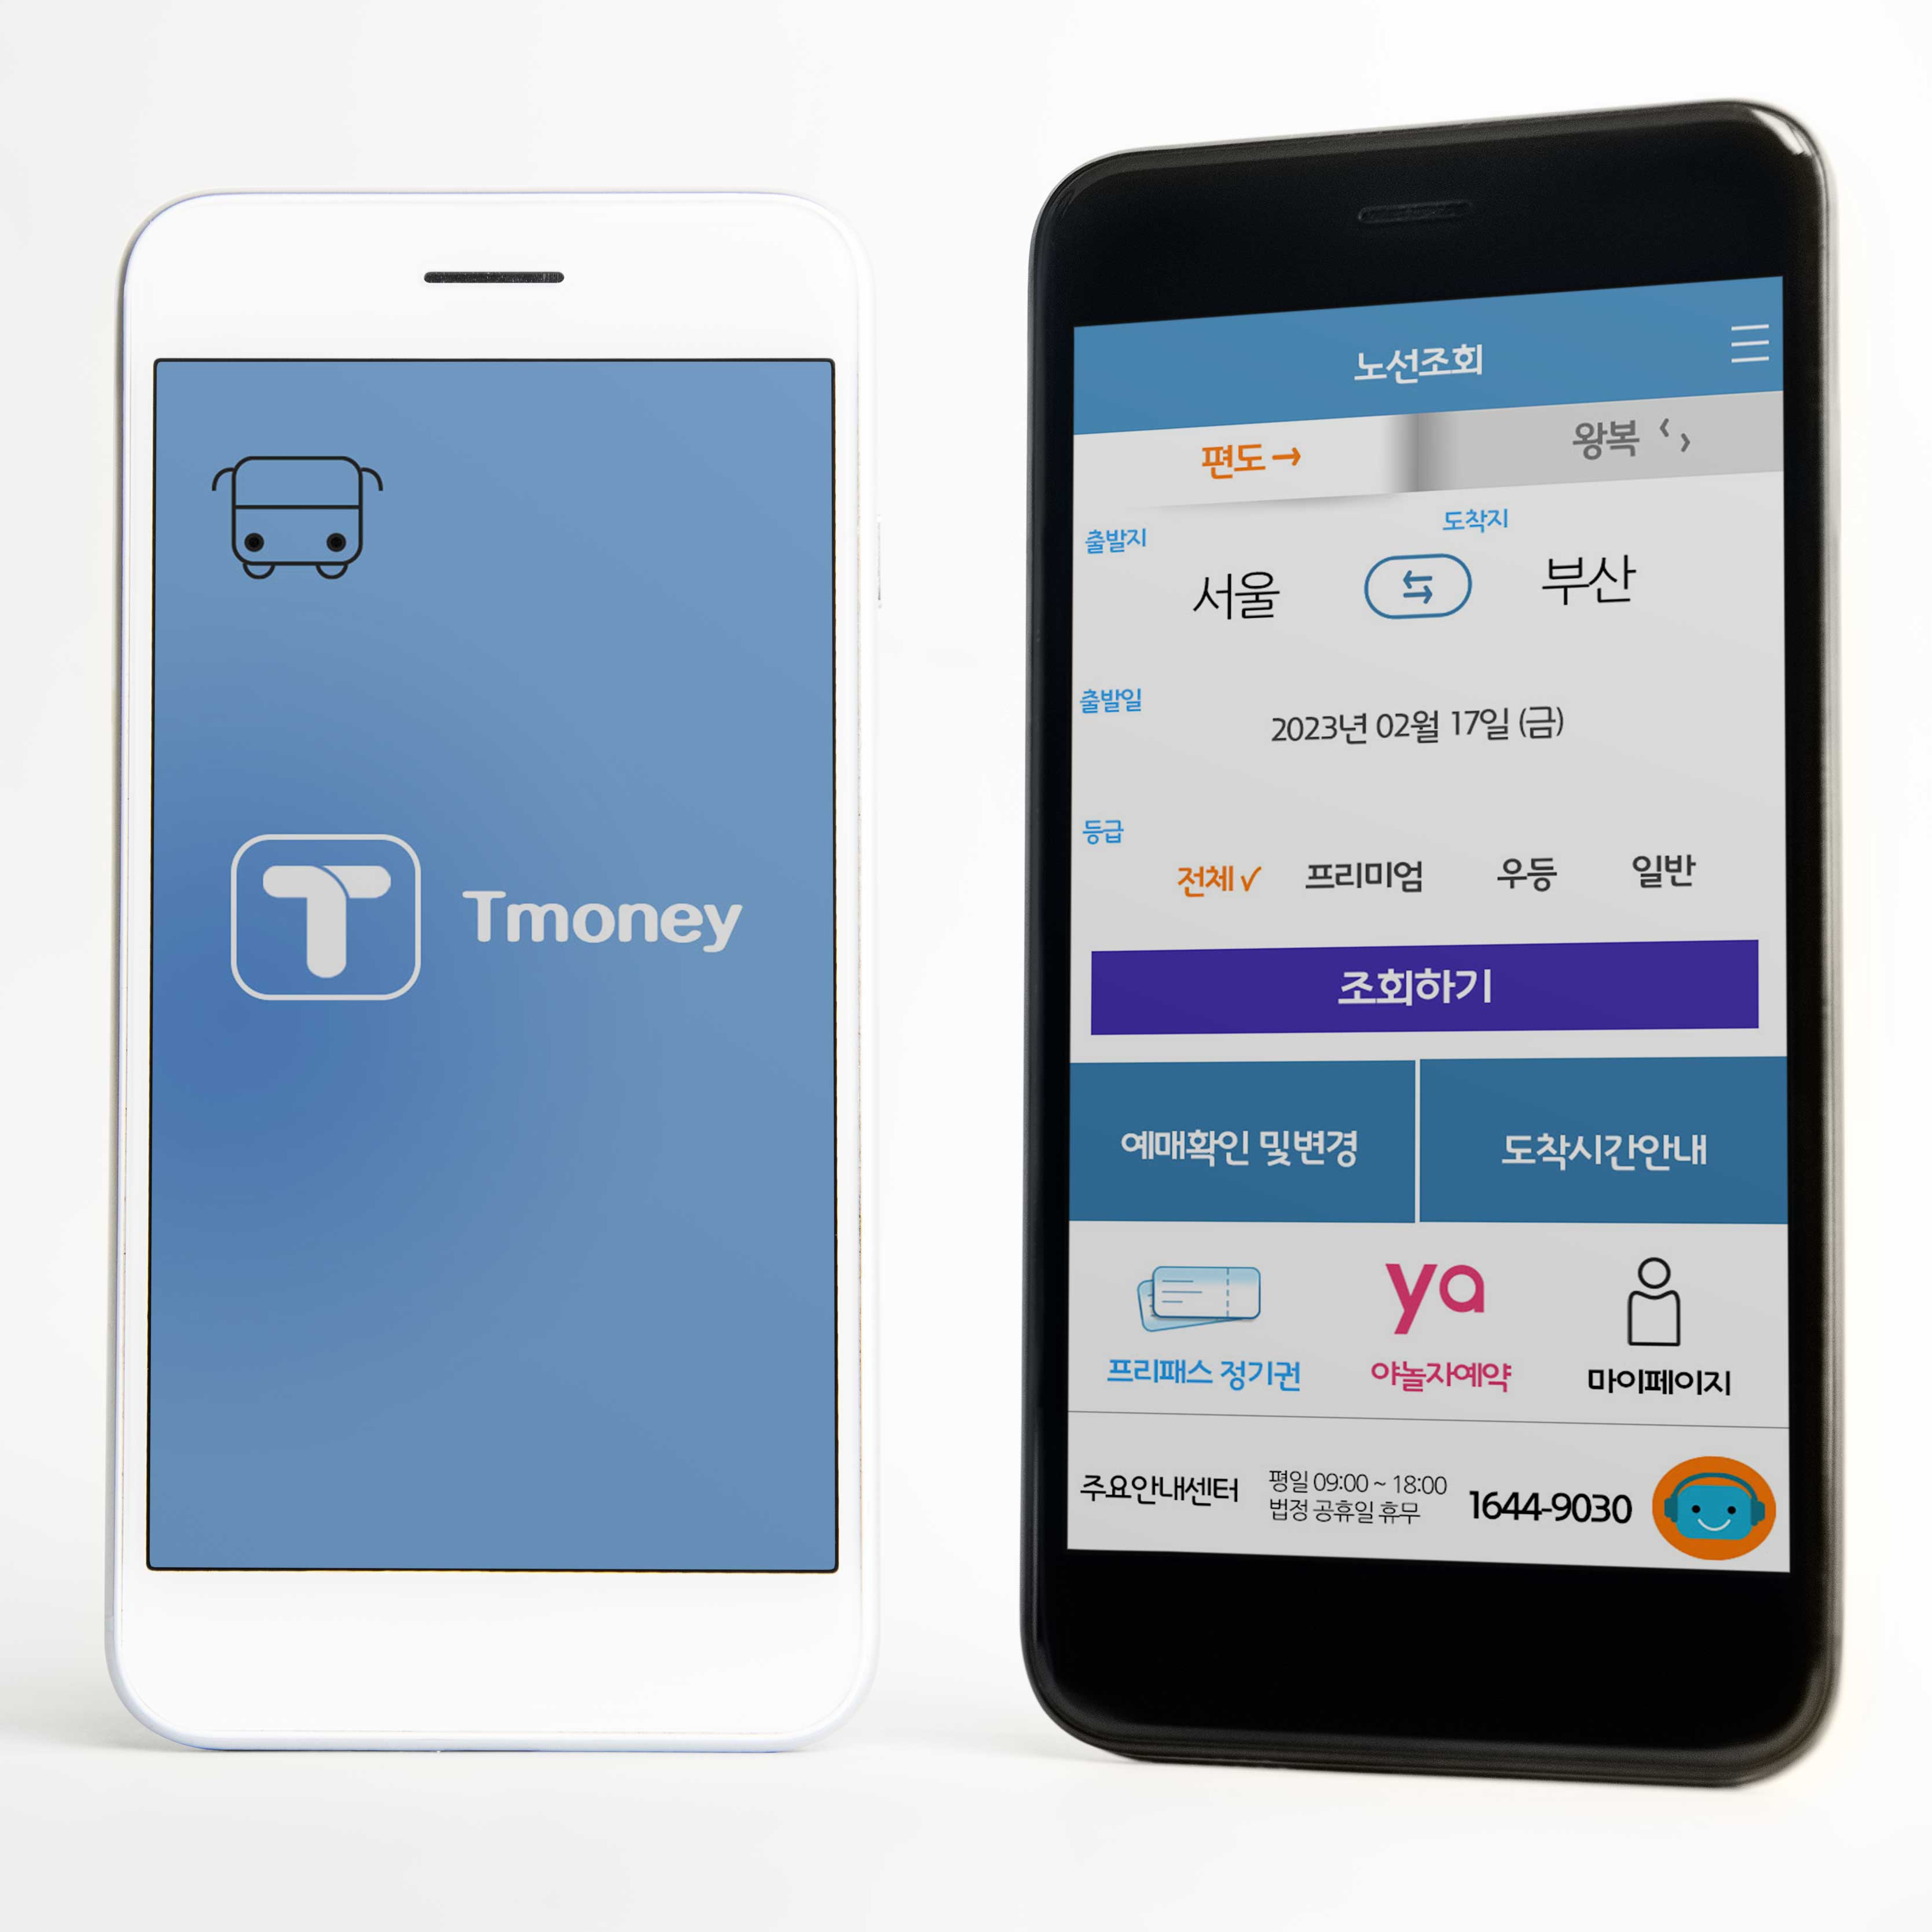 Tmoney
노선조회
편도→
왕복
출발지
도착지
서울
부산
출발일
2023년 02월 17일 (금)
등급
전체 ✓ 프리미엄 우등 일반
조회하기
예매확인 및변경
도착시간안내
ya
프리패스 정기권
야놀자예약
마이페이지
주요안내센터
평일 09:00 ~ 18:00
법정 공휴일 휴무
1644-9030